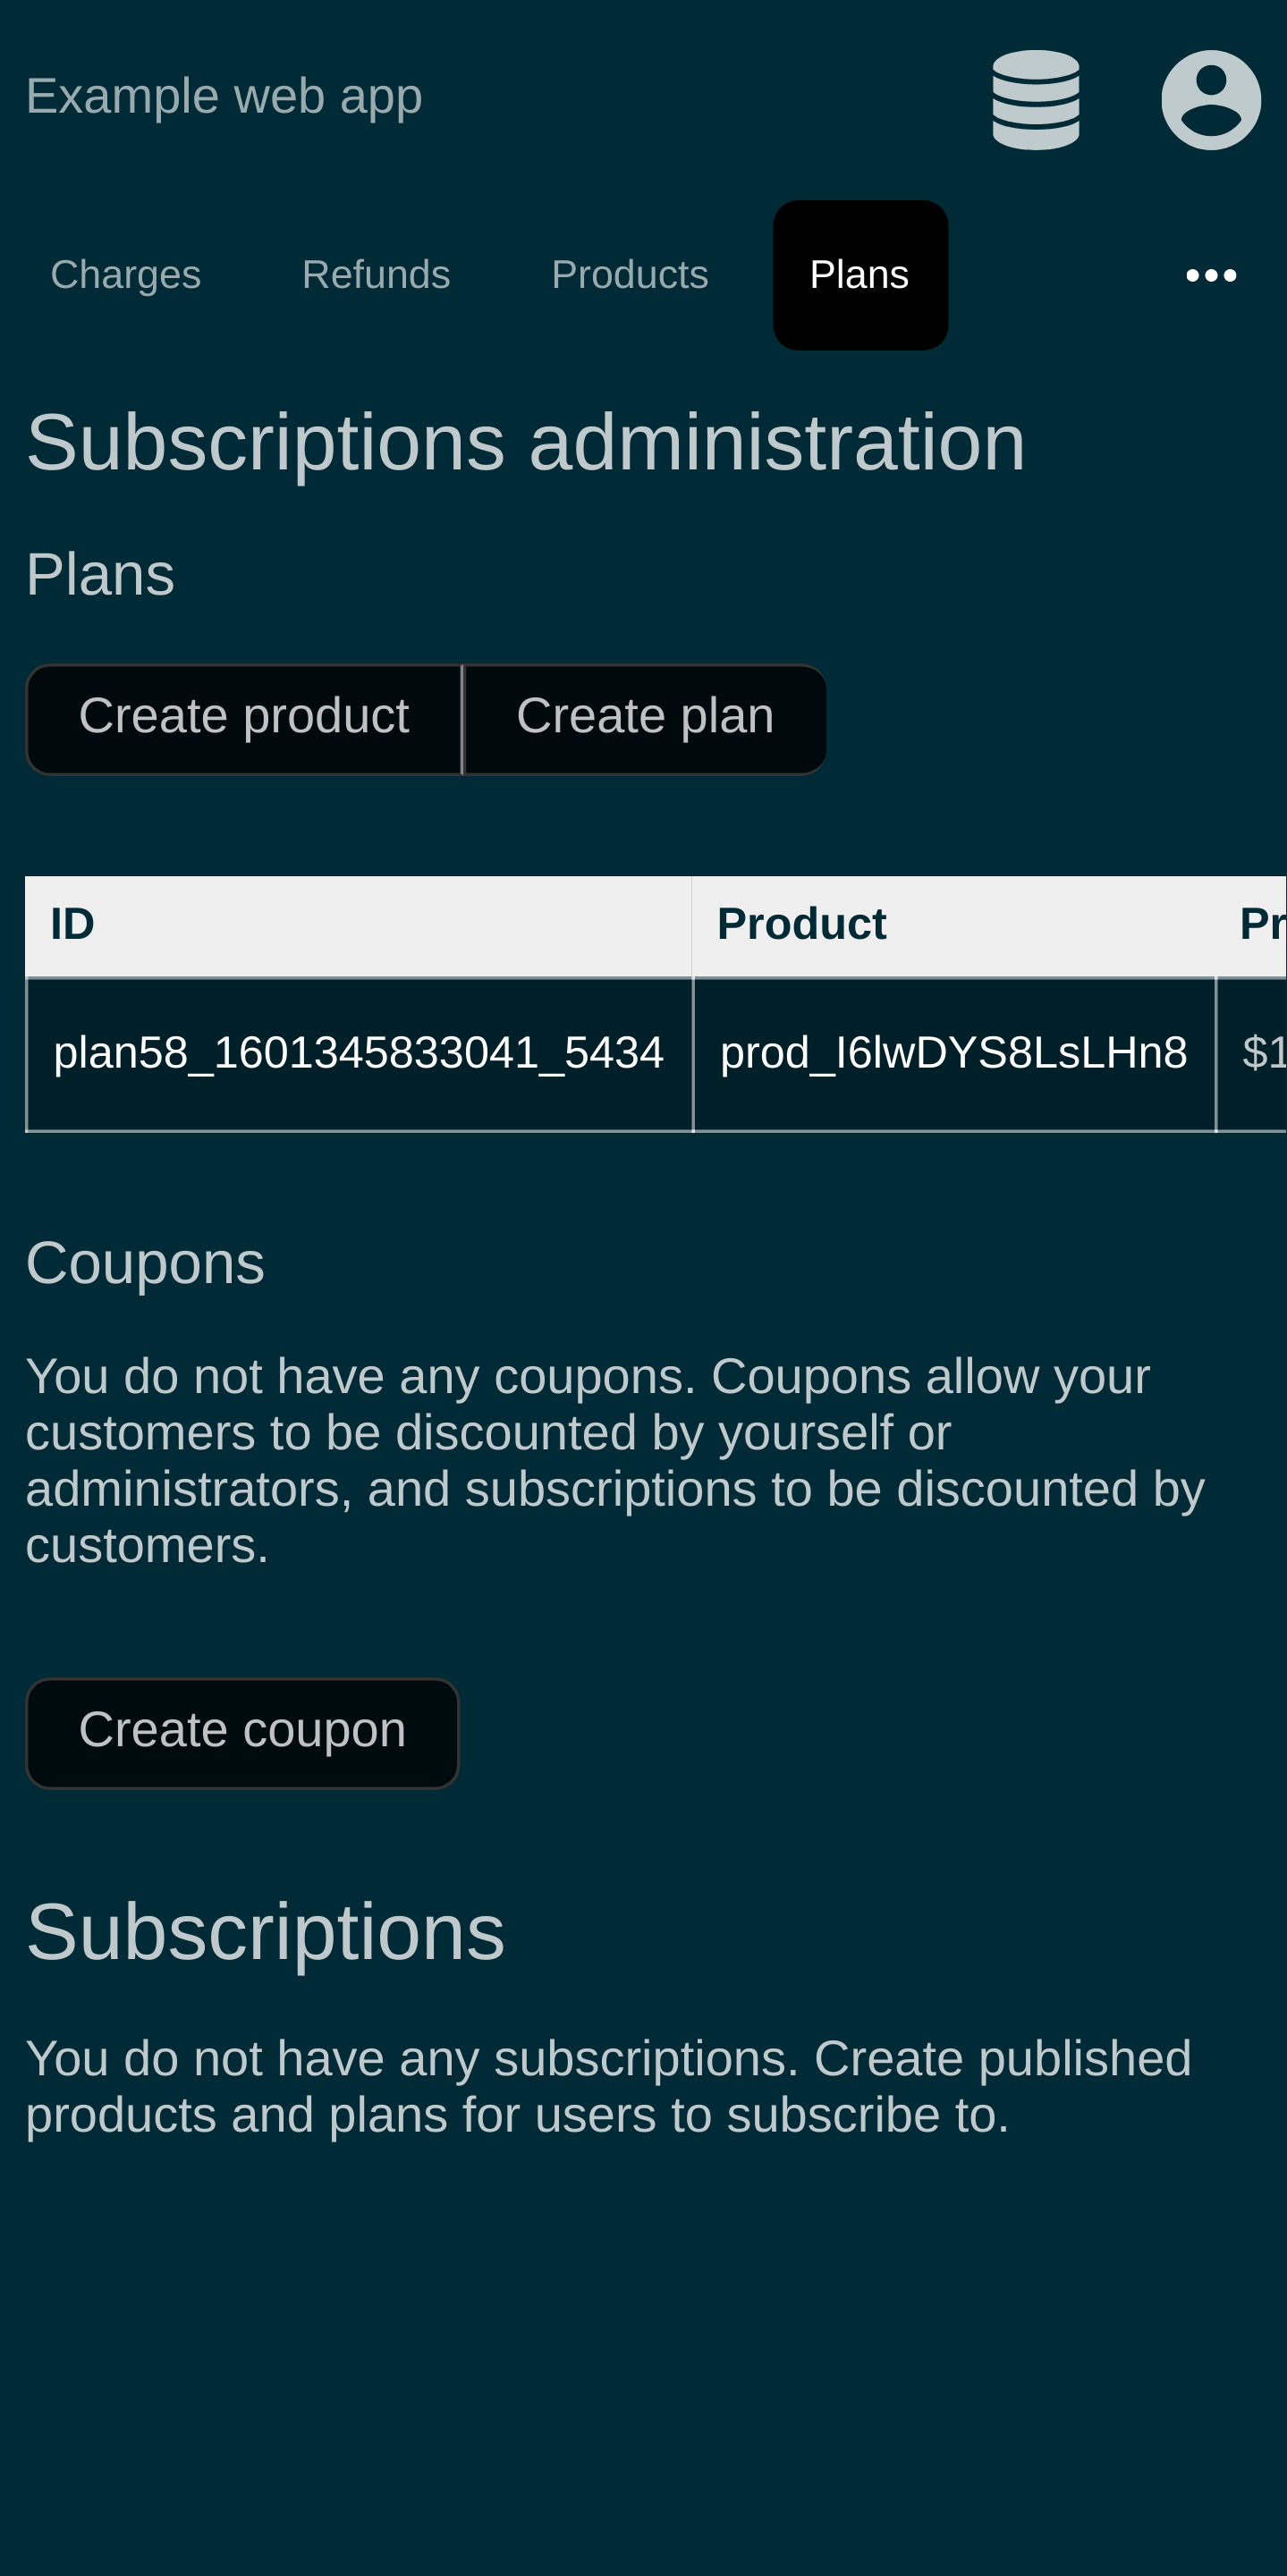 Example web app
Charges Refunds Products Plans
Subscriptions administration
Plans
Create product Create plan
ID Product Pr
plan58_1601345833041_5434 prod_I6lwDYS8LsLHn8 $1
Coupons
You do not have any coupons. Coupons allow your
customers to be discounted by yourself or
administrators, and subscriptions to be discounted by
customers.
Create coupon
Subscriptions
You do not have any subscriptions. Create published
products and plans for users to subscribe to.